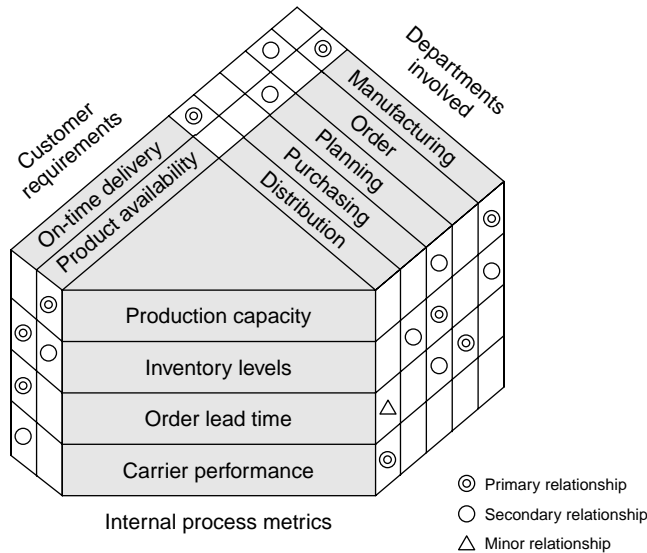 Departments
involved
Customer
requirements
Manufacturing
Order
Planning
Purchasing
Distribution
On-time delivery
Product availability
Production capacity
Inventory levels
Order lead time
Carrier performance
Internal process metrics
Primary relationship
Secondary relationship
Minor relationship